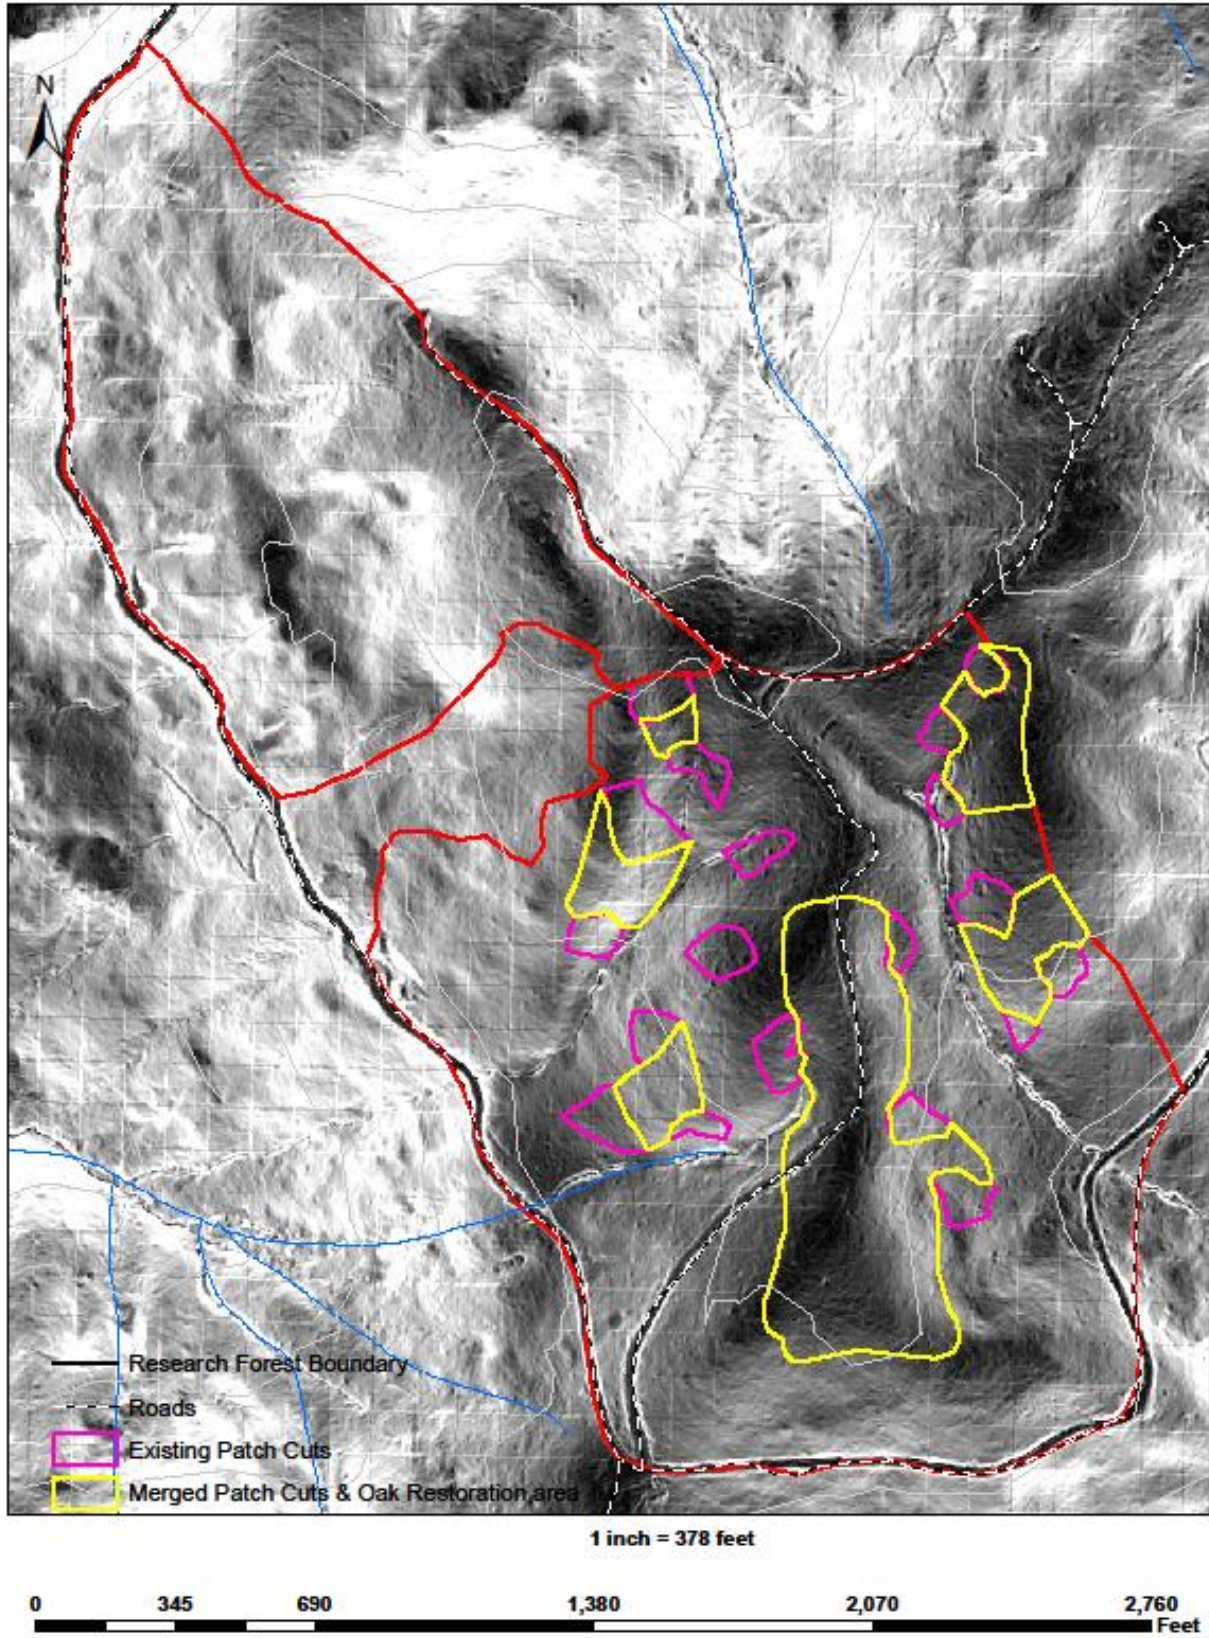 N
Research Forest Boundary
Roads
Existing Patch Cuts
Merged Patch Cuts & Oak Restoration area
1 inch = 378 feet
0 345 690 1,380 2,070 2,760
Feet